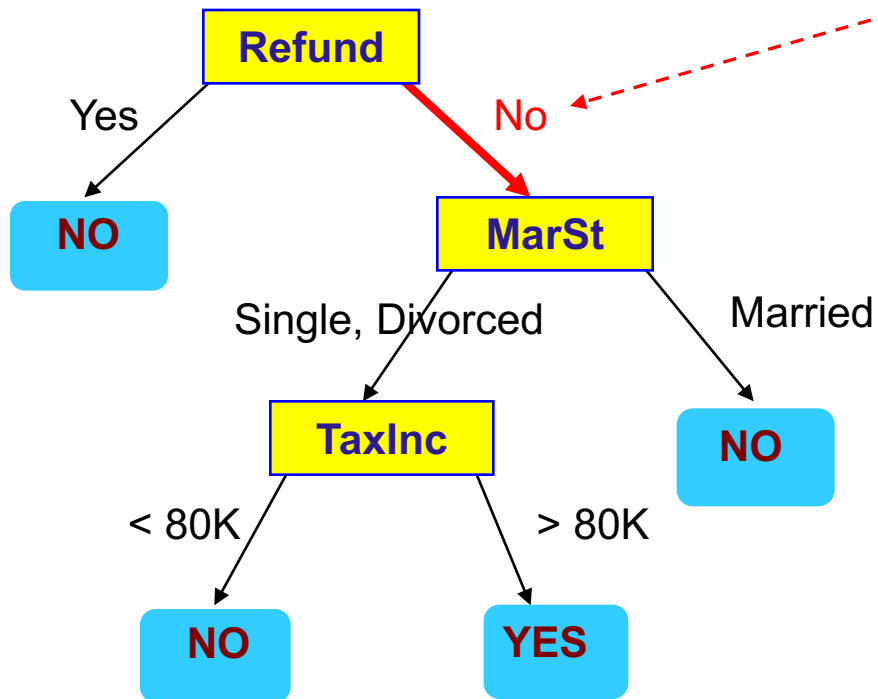 Refund
Yes
No
NO
MarSt
Single, Divorced
Married
TaxInc
NO
< 80K
> 80K
NO
YES